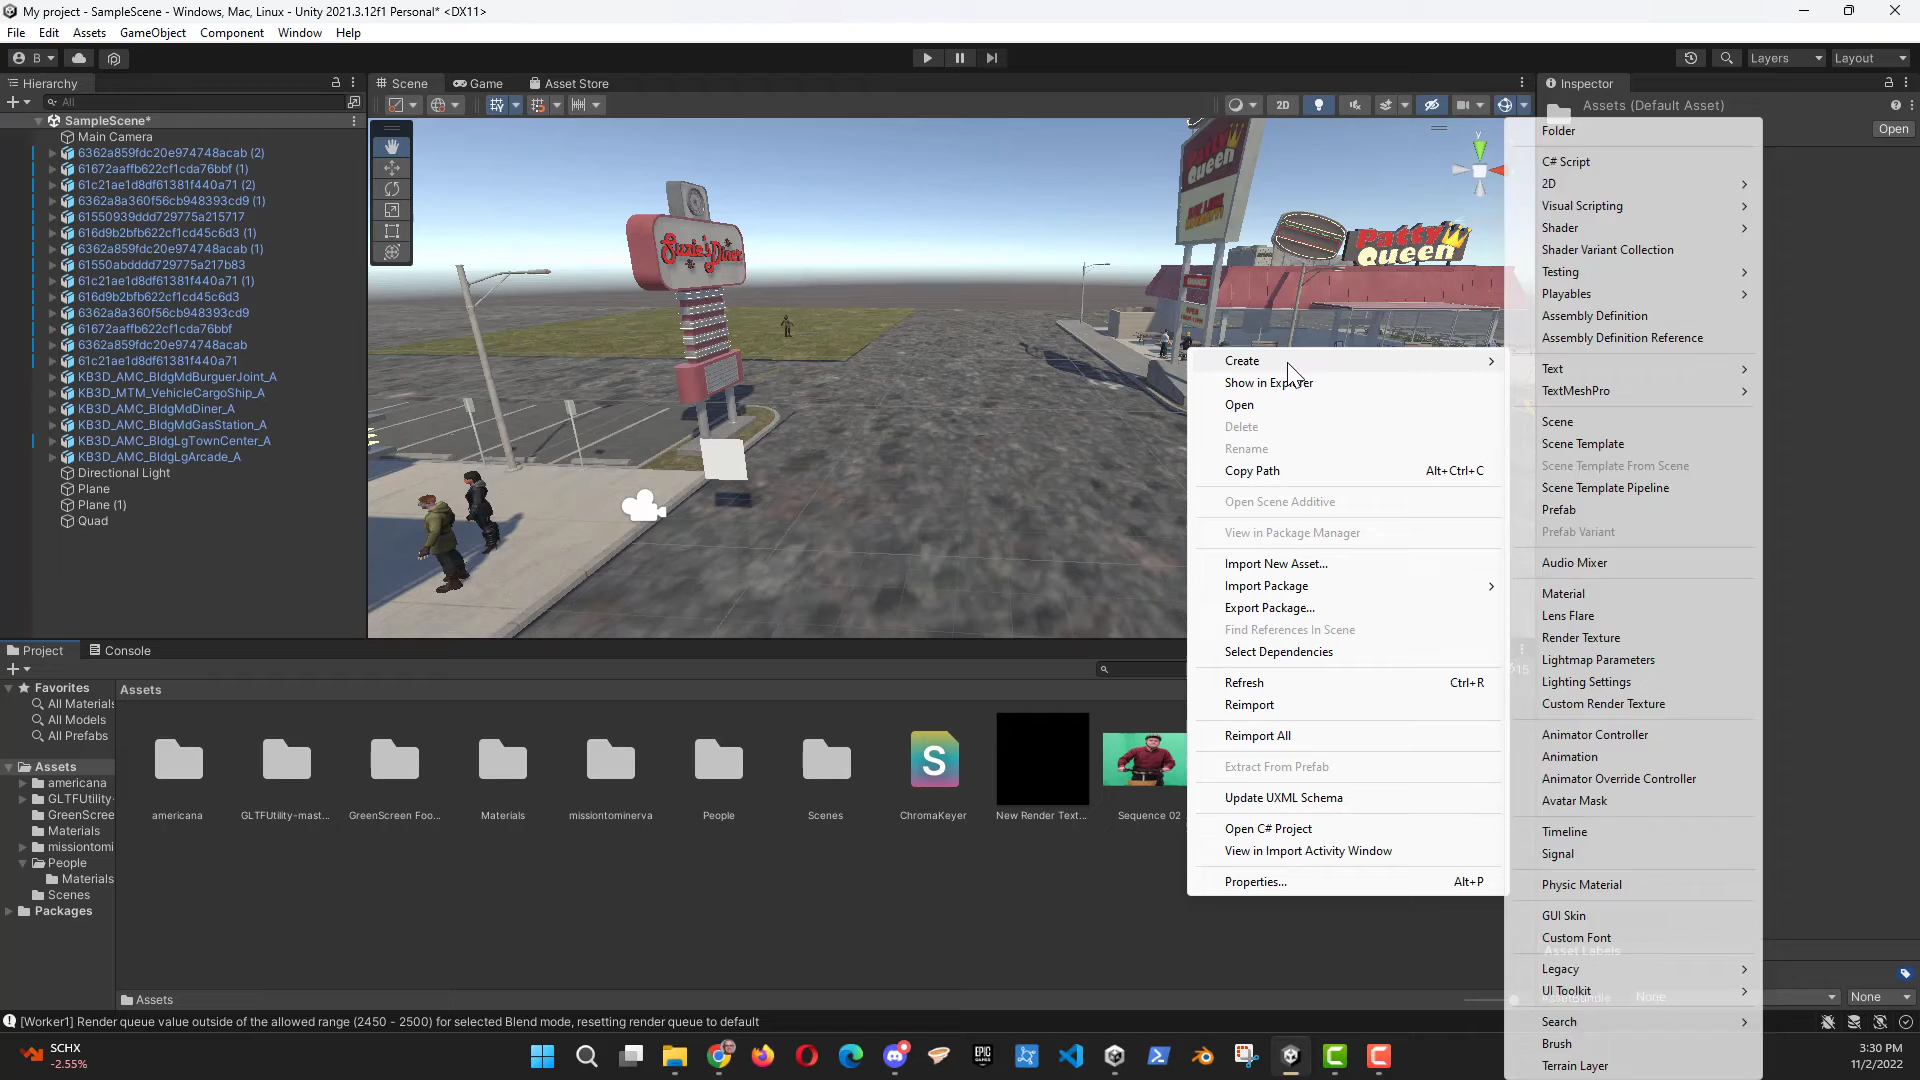 My project - SampleScene - Windows, Mac, Linux - Unity 2021.3.12f1 Personal* <DX11>
File Edit Assets GameObject Component Window Help
B Layers Layout
Hierarchy
All
SampleScene*
Main Camera
6362a859fdc20e974748acab (2)
61672aaffb622cf1cda76bbf (1)
61c21ae1d8df61381f440a71 (2)
6362a8a360f56cb948393cd9 (1)
61550939ddd729775a215717
616d9b2bfb622cf1cd45c6d3 (1)
6362a859fdc20e974748acab (1)
61550abdddd729775a217b83
61c21ae1d8df61381f440a71 (1)
616d9b2bfb622cf1cd45c6d3
6362a8a360f56cb948393cd9
61672aaffb622cf1cda76bbf
6362a859fdc20e974748acab
61c21ae1d8df61381f440a71
KB3D_AMC_BldgMdBurguerJoint_A
KB3D_MTM_VehicleCargoShip_A
KB3D_AMC_BldgMdDiner_A
KB3D_AMC_BldgMdGasStation_A
KB3D_AMC_BldgLgTownCenter_A
KB3D_AMC_BldgLgArcade_A
Directional Light
Plane
Plane (1)
Quad
Scene Game Asset Store
2D
Suzie's Diner
Patty Queen
Patty Queen
y
Inspector
Assets (Default Asset)
Open
Create
Show in Explorer
Open
Delete
Rename
Copy Path Alt+Ctrl+C
Open Scene Additive
View in Package Manager
Import New Asset...
Import Package
Export Package...
Find References In Scene
Select Dependencies
Refresh Ctrl+R
Reimport
Reimport All
Extract From Prefab
Update UXML Schema
Open C# Project
View in Import Activity Window
Properties... Alt+P
Folder
C# Script
2D
Visual Scripting
Shader
Shader Variant Collection
Testing
Playables
Assembly Definition
Assembly Definition Reference
Text
TextMeshPro
Scene
Scene Template
Scene Template From Scene
Scene Template Pipeline
Prefab
Prefab Variant
Audio Mixer
Material
Lens Flare
Render Texture
Lightmap Parameters
Lighting Settings
Custom Render Texture
Animator Controller
Animation
Animator Override Controller
Avatar Mask
Timeline
Signal
Physic Material
GUI Skin
Custom Font
Asset Labels
Legacy
UI Toolkit
None None
Search
Brush
Terrain Layer
Project Console
Favorites
All Materials
All Models
All Prefabs
Assets
americana
GLTFUtility-
GreenScree
Materials
missiontomi
People
Materials
Scenes
Packages
Assets
americana
GLTFUtility-mast...
GreenScreen Foo...
Materials
missiontominerva
People
Scenes
ChromaKeyer
New Render Text...
Sequence 02
Assets
[Worker1] Render queue value outside of the allowed range (2450 - 2500) for selected Blend mode, resetting render queue to default
SCHX
-2.55%
EPIC GAMES
3:30 PM
11/2/2022